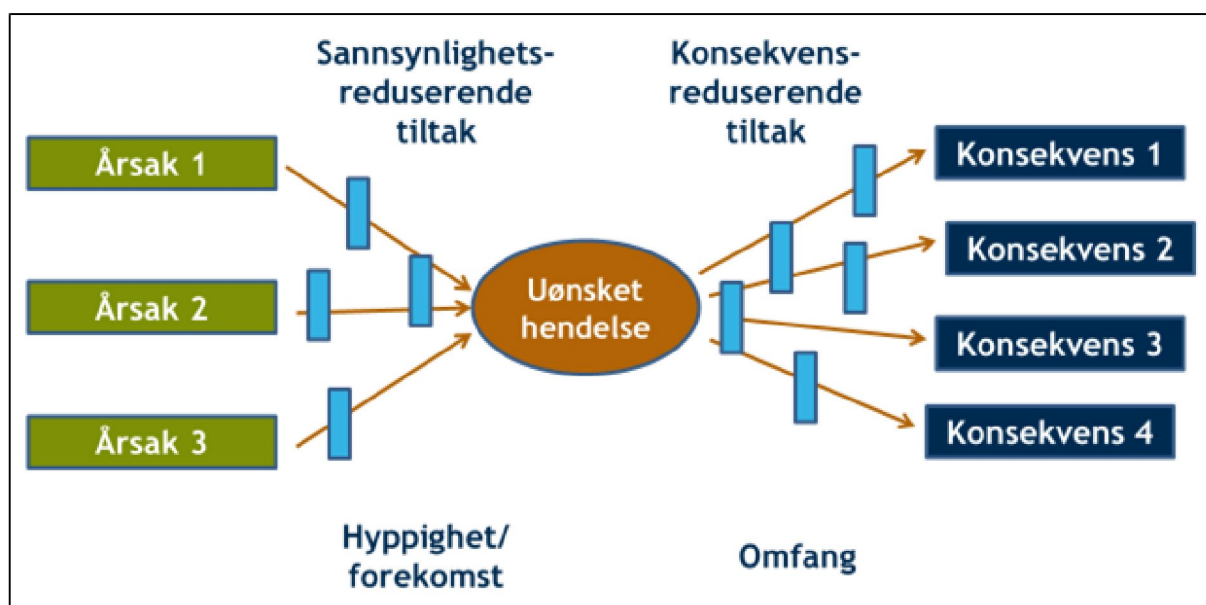 Sannsynlighets-
reduserende
tiltak
Konsekvens-
reduserende
tiltak
Årsak 1
Årsak 2
Årsak 3
Uønsket
hendelse
Konsekvens 1
Konsekvens 2
Konsekvens 3
Konsekvens 4
Hyppighet/
forekomst
Omfang